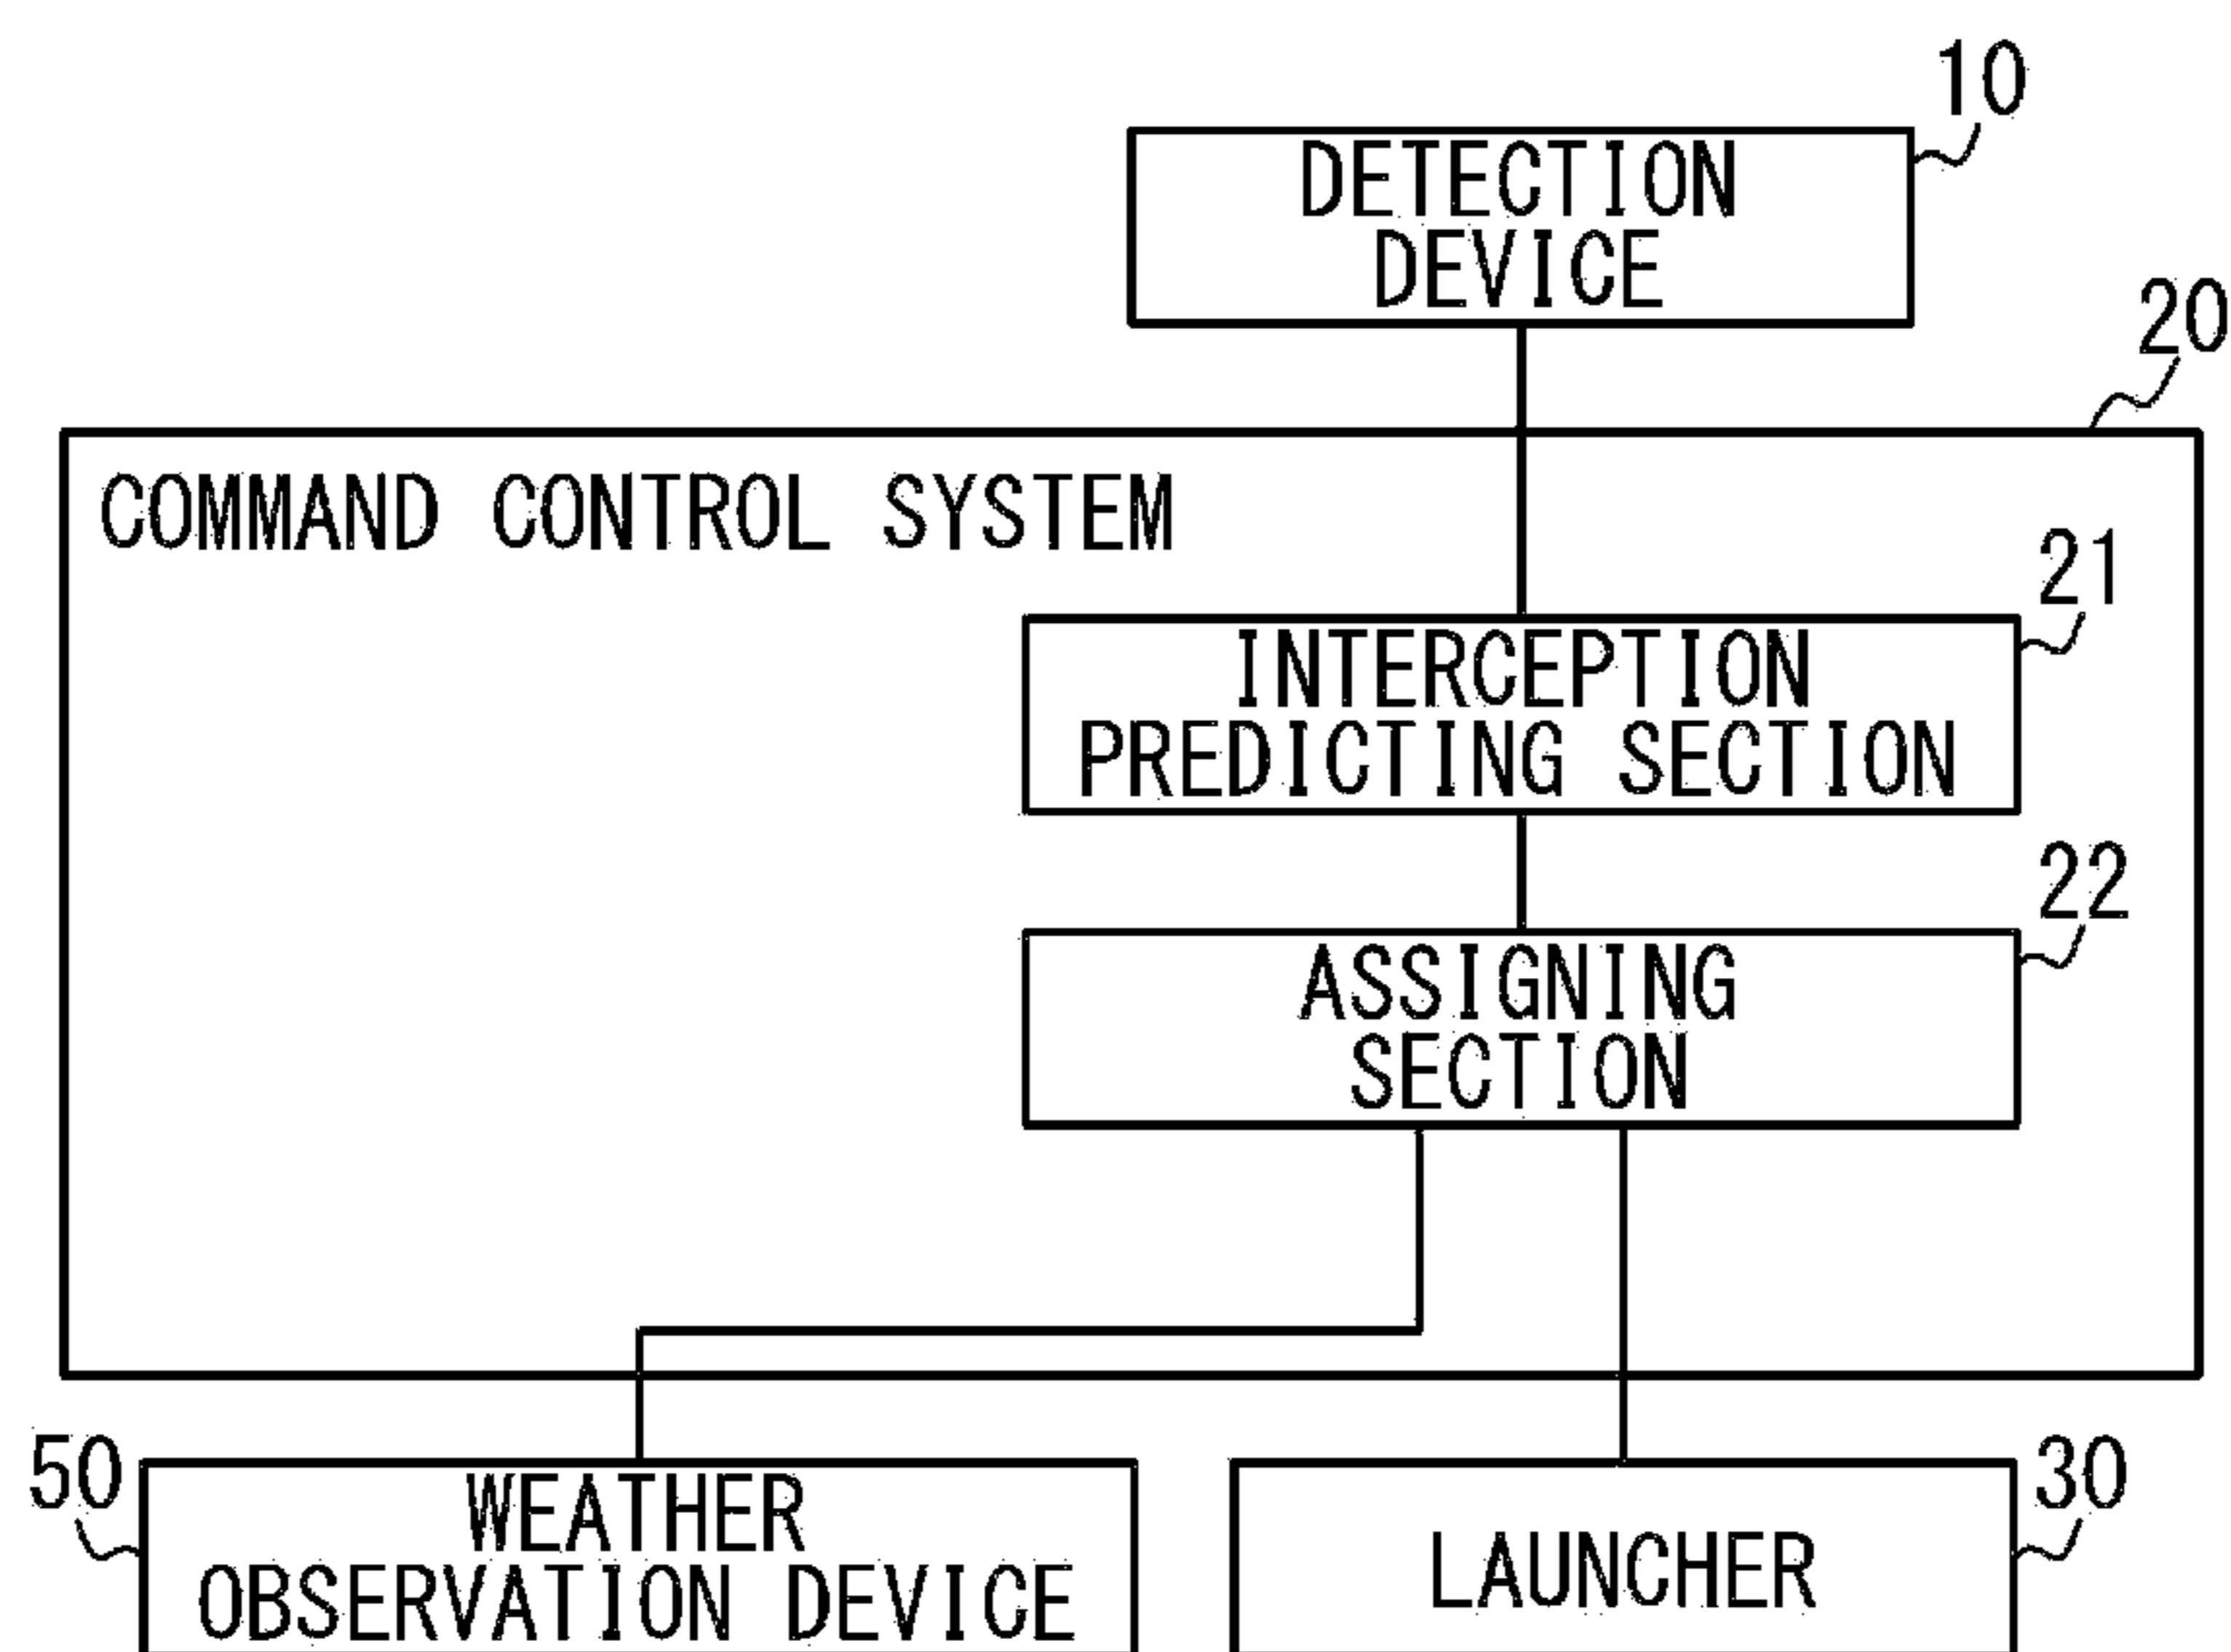 10
DETECTION
DEVICE
20
COMMAND CONTROL SYSTEM
21
INTERCEPTION
PREDICTING SECTION
22
ASSIGNING
SECTION
50
WEATHER
OBSERVATION DEVICE
30
LAUNCHER